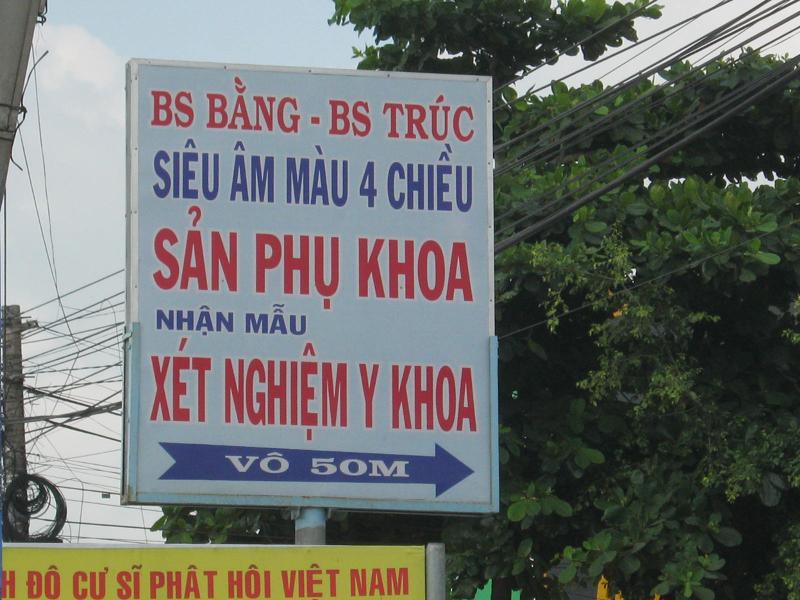 BS BẰNG - BS TRÚC
SIÊU ÂM MÀU 4 CHIỀU
SẢN PHỤ KHOA
NHẬN MẪU
XÉT NGHIỆM Y KHOA
VÔ 50M
H ĐỘ CƯ SĨ PHẬT HỘI VIỆT NAM